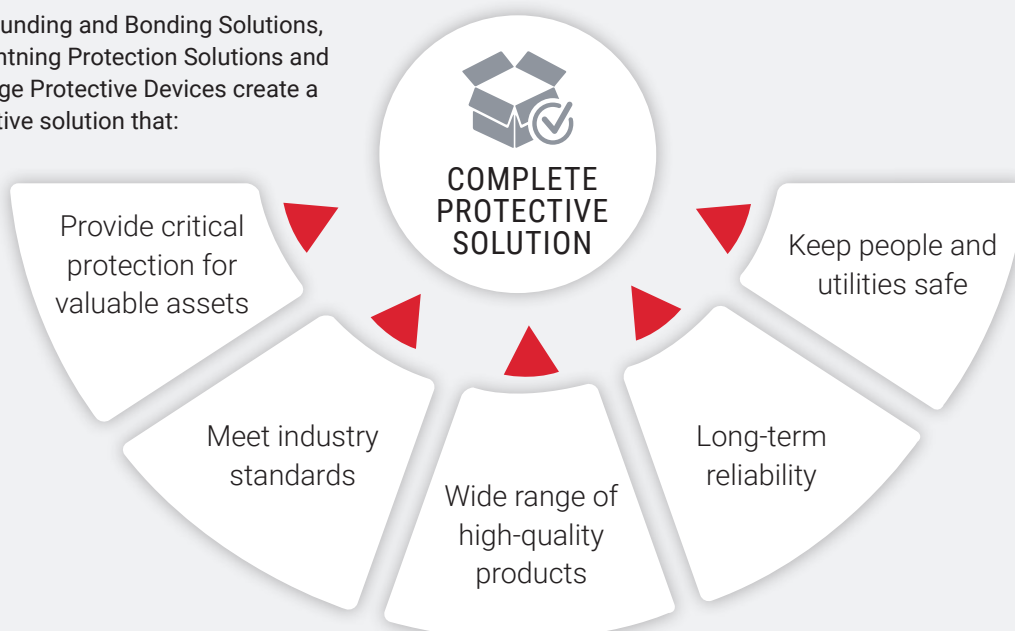 unding and Bonding Solutions,
ntning Protection Solutions and
ge Protective Devices create a
tive solution that:
COMPLETE
PROTECTIVE
SOLUTION
Provide critical
protection for
valuable assets
Meet industry
standards
Wide range of
high-quality
products
Long-term
reliability
Keep people and
utilities safe